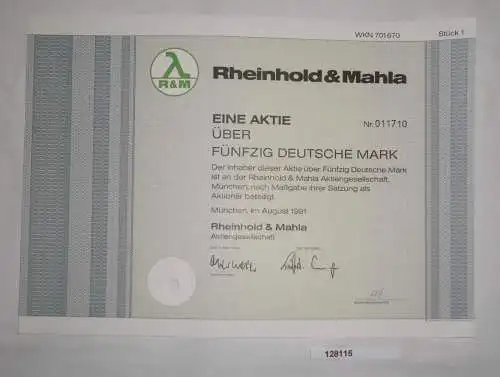 WKN 701670 Stück 1
λ
R&M
Rheinhold & Mahla
EINE AKTIE Nr. 011710
ÜBER
FÜNFZIG DEUTSCHE MARK
Der Inhaber dieser Aktie über Fünfzig Deutsche Mark
ist an der Rheinhold & Mahla Aktiengesellschaft,
München, nach Maßgabe ihrer Satzung als
Aktionär beteiligt.
München, im August 1991
Rheinhold & Mahla
Aktiengesellschaft
128115